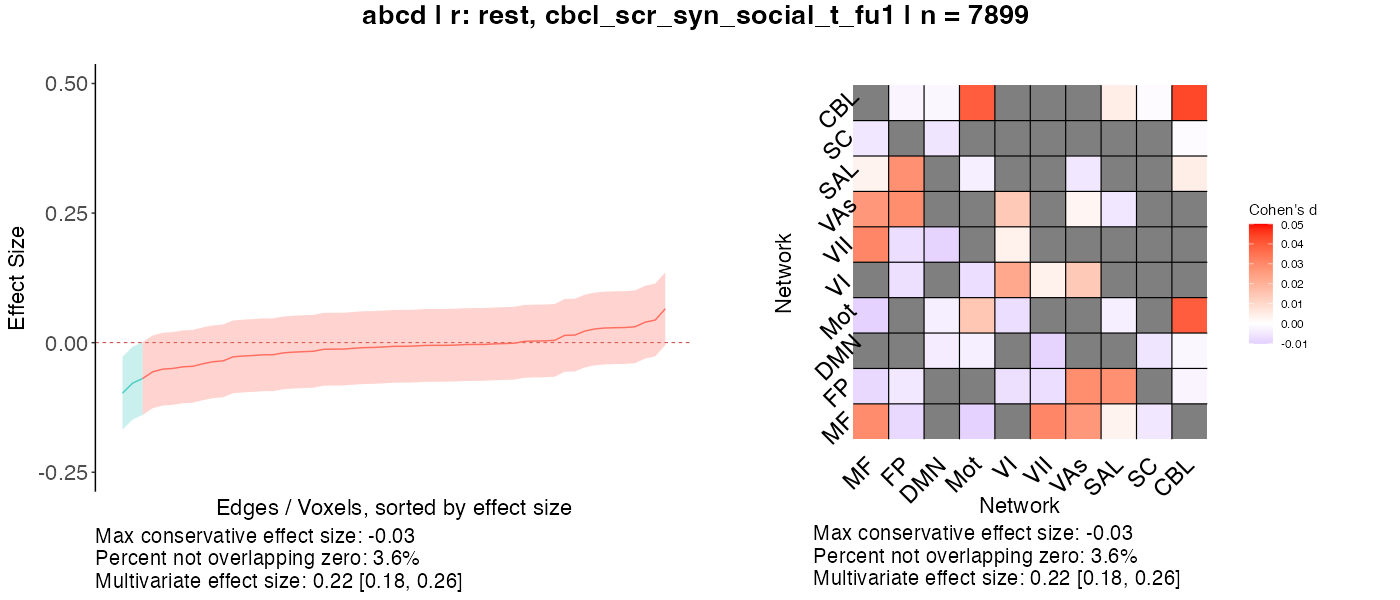 abcd | r: rest, cbcl_scr_syn_social_t_fu1 | n = 7899
0.50
0.25
0.00
-0.25
Effect Size
Edges / Voxels, sorted by effect size
Max conservative effect size: -0.03
Percent not overlapping zero: 3.6%
Multivariate effect size: 0.22 [0.18, 0.26]
Network
CBL
SC
SAL
VAs
VII
VI
Mot
DMN
FP
MF
MF FP DMN Mot VI VII VAs SAL SC CBL
Network
Max conservative effect size: -0.03
Percent not overlapping zero: 3.6%
Multivariate effect size: 0.22 [0.18, 0.26]
Cohen's d
0.05
0.04
0.03
0.02
0.01
0.00
-0.01